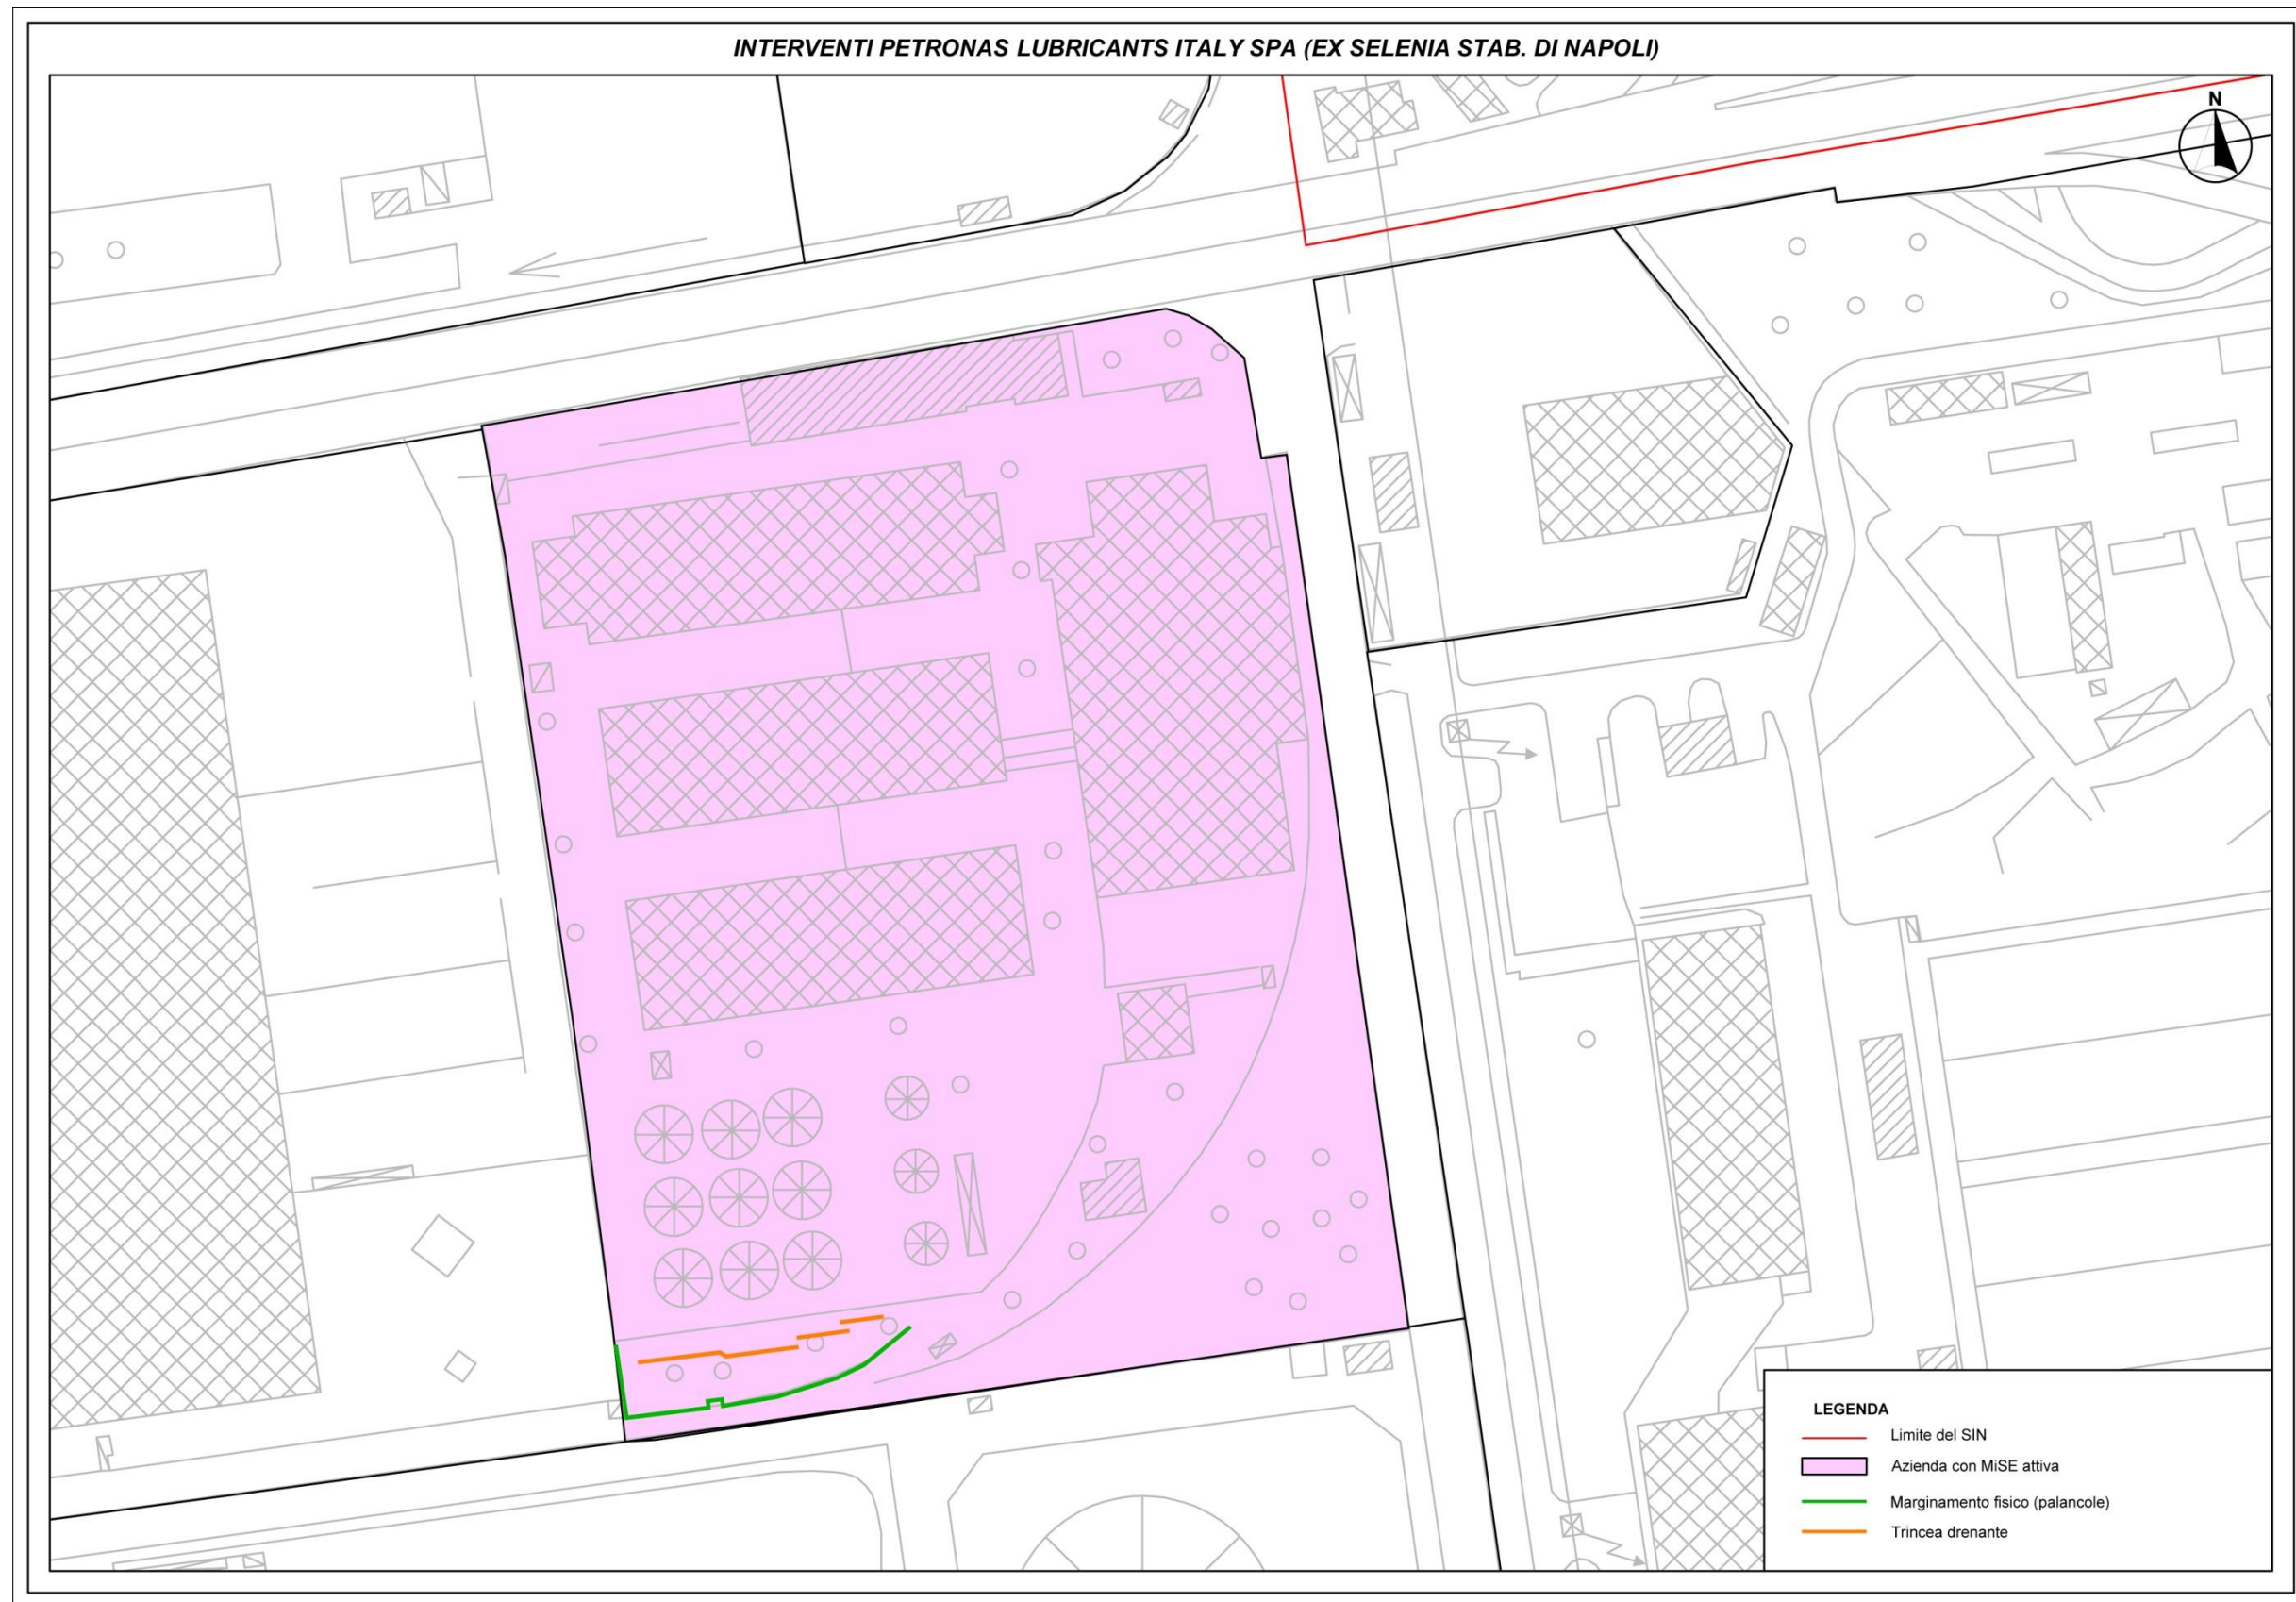 INTERVENTI PETRONAS LUBRICANTS ITALY SPA (EX SELENIA STAB. DI NAPOLI)
N
LEGENDA
Limite del SIN
Azienda con MiSE attiva
Marginamento fisico (palancole)
Trincea drenante